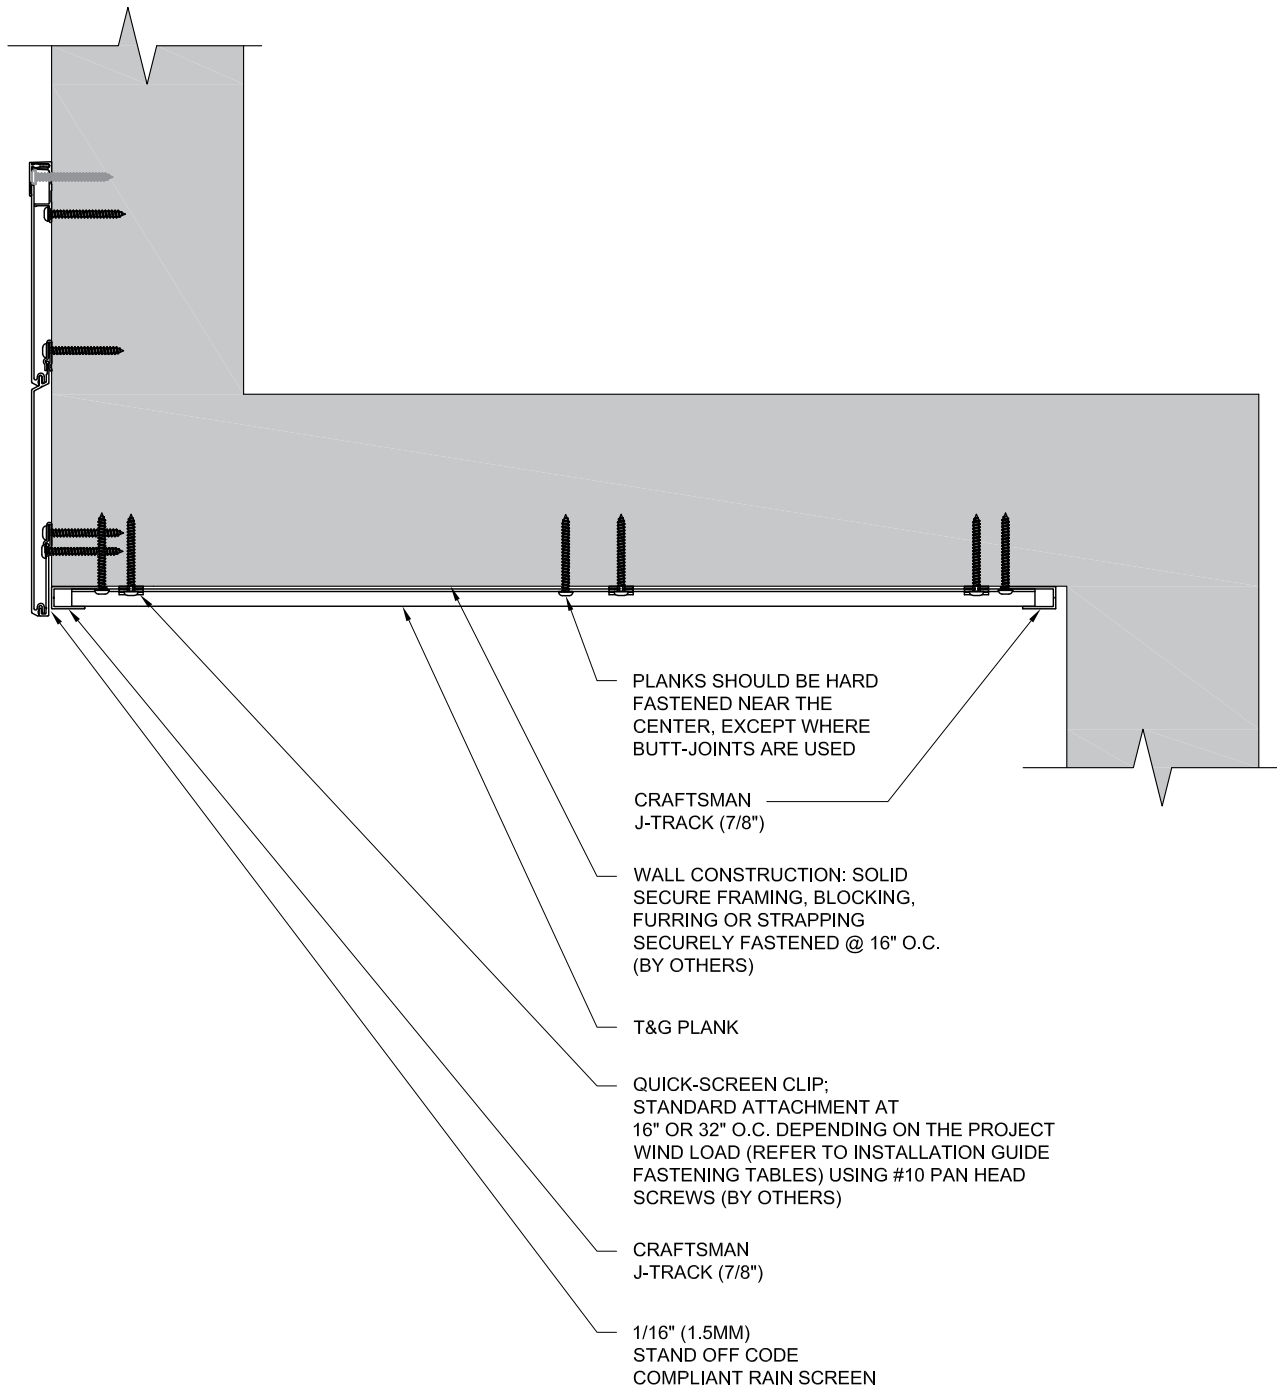 PLANKS SHOULD BE HARD
FASTENED NEAR THE
CENTER, EXCEPT WHERE
BUTT-JOINTS ARE USED
CRAFTSMAN
J-TRACK (7/8")
WALL CONSTRUCTION: SOLID
SECURE FRAMING, BLOCKING,
FURRING OR STRAPPING
SECURELY FASTENED @ 16" O.C.
(BY OTHERS)
T&G PLANK
QUICK-SCREEN CLIP;
STANDARD ATTACHMENT AT
16" OR 32" O.C. DEPENDING ON THE PROJECT
WIND LOAD (REFER TO INSTALLATION GUIDE
FASTENING TABLES) USING #10 PAN HEAD
SCREWS (BY OTHERS)
CRAFTSMAN
J-TRACK (7/8")
1/16" (1.5MM)
STAND OFF CODE
COMPLIANT RAIN SCREEN